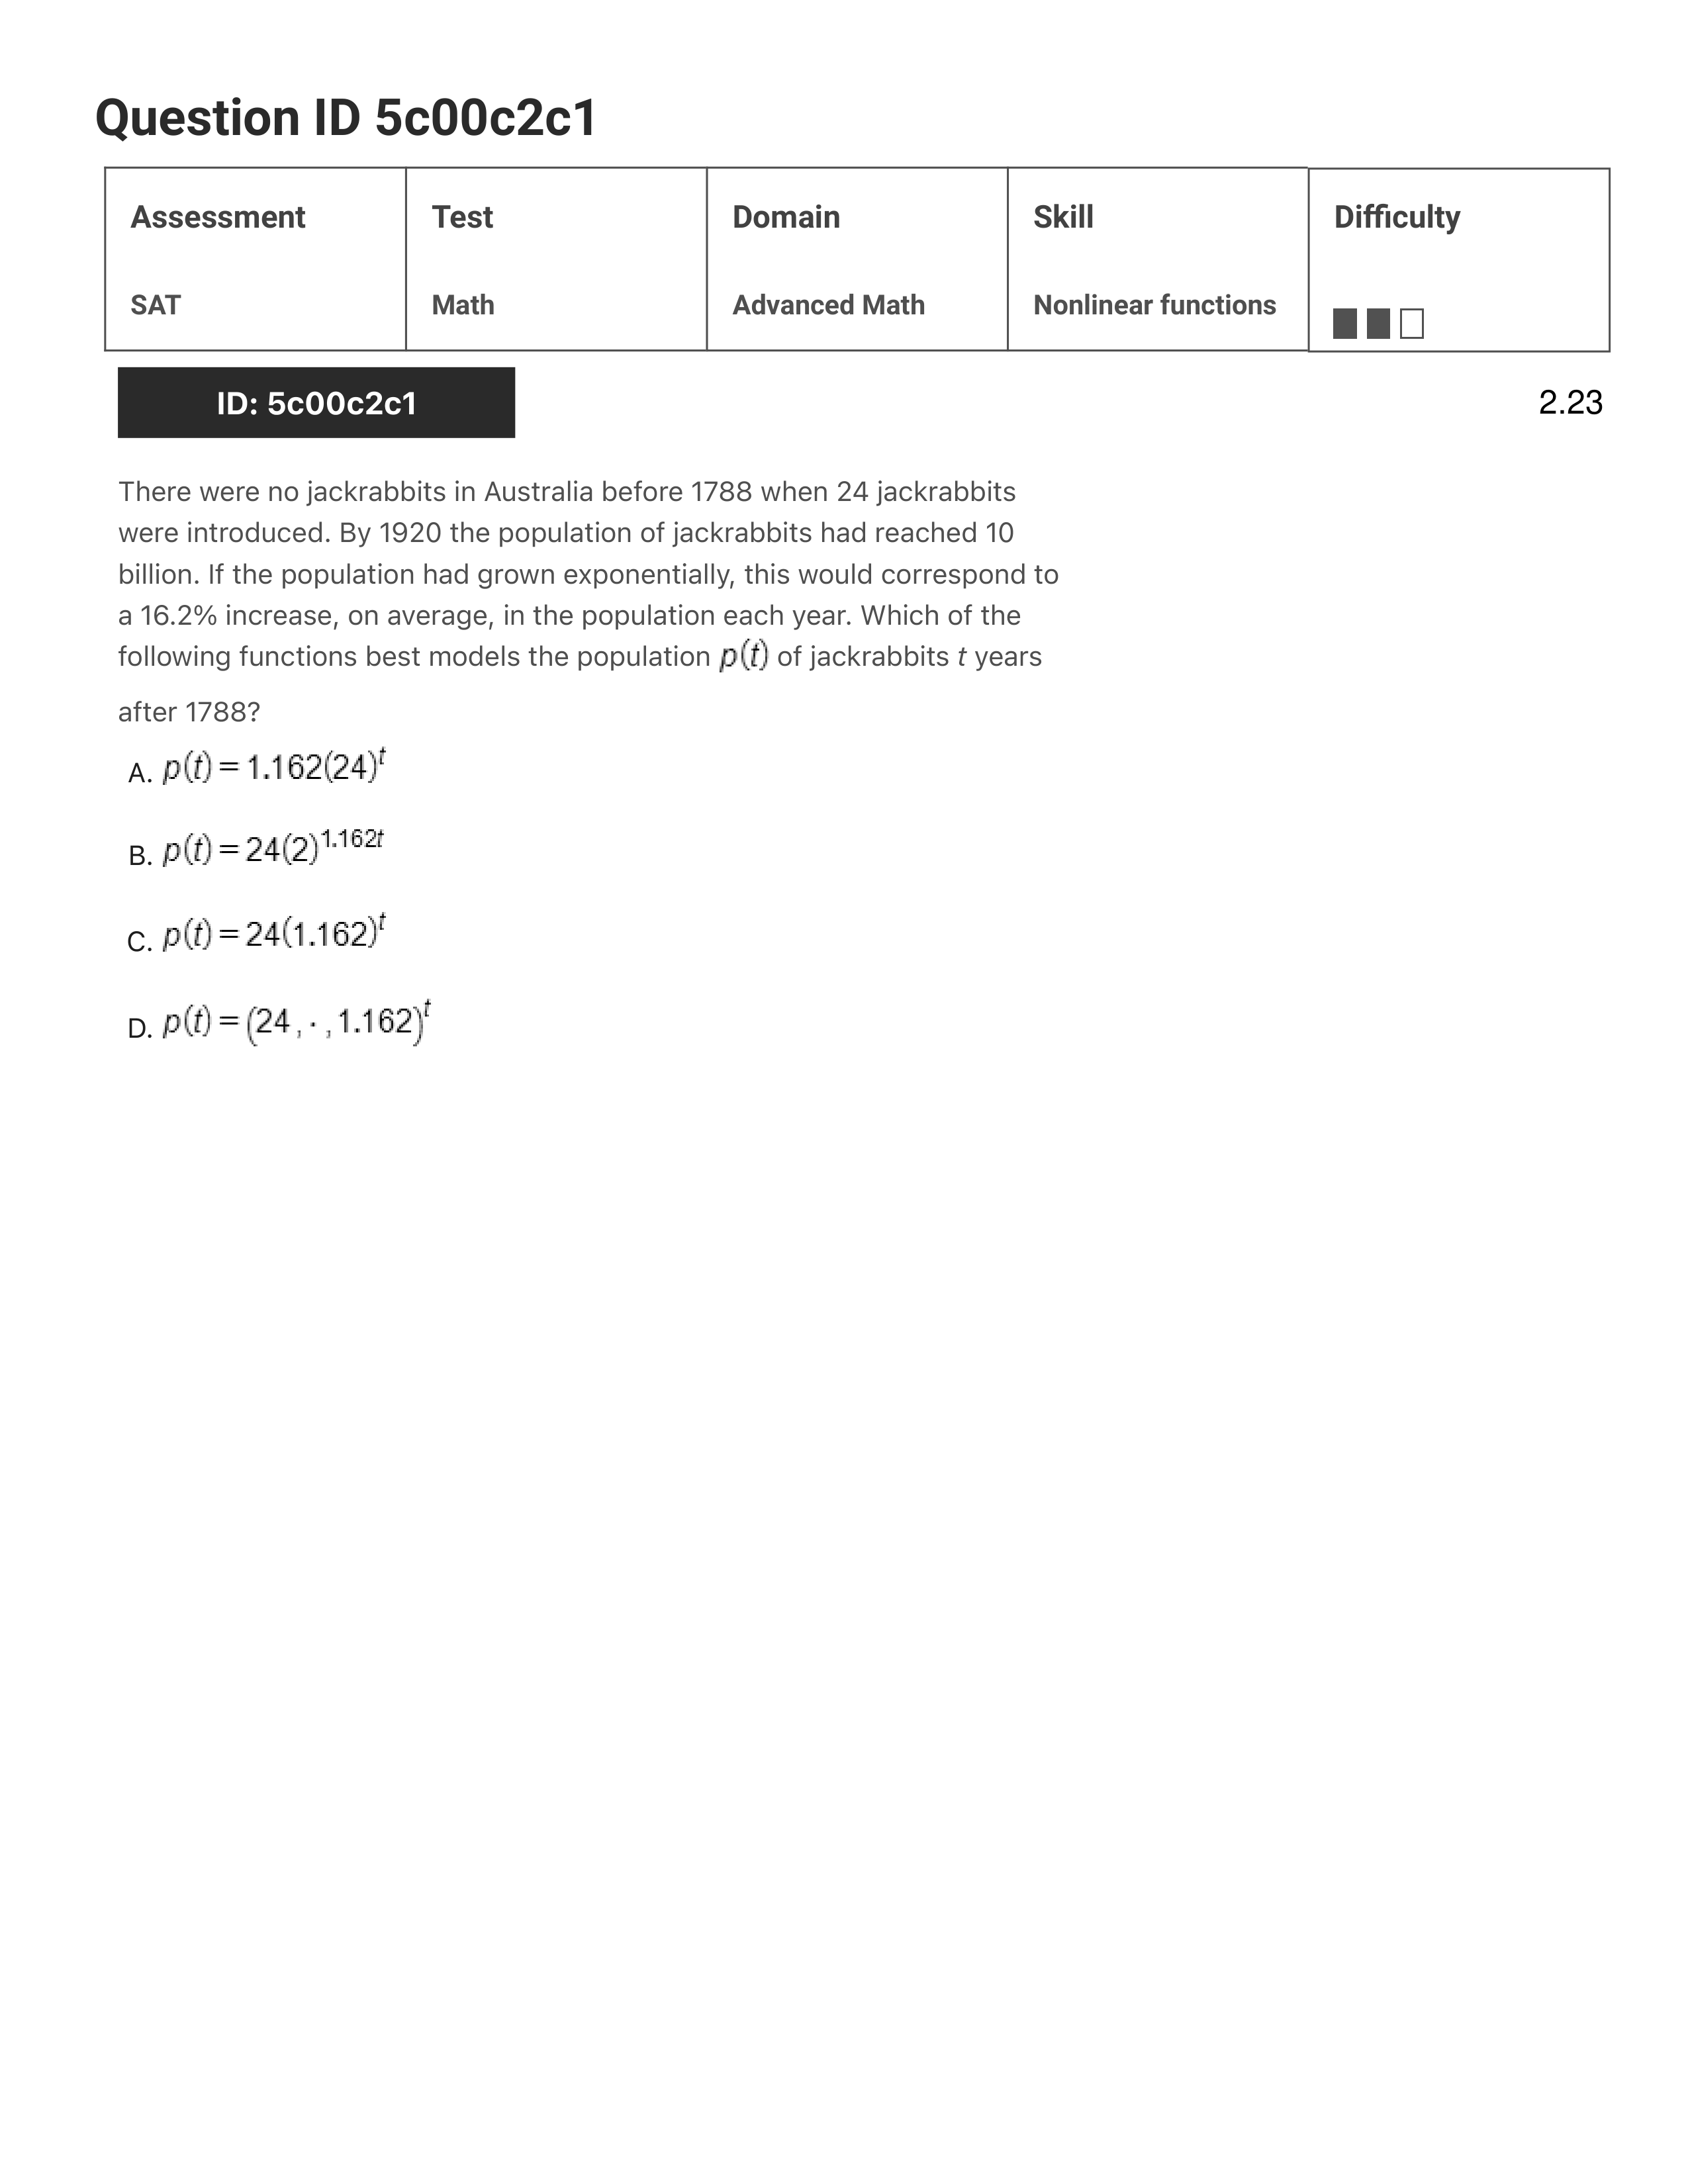 Question ID 5c00c2c1
Assessment Test Domain Skill Difficulty
SAT Math Advanced Math Nonlinear functions
ID: 5c00c2c1 2.23
There were no jackrabbits in Australia before 1788 when 24 jackrabbits
were introduced. By 1920 the population of jackrabbits had reached 10
billion. If the population had grown exponentially, this would correspond to
a 16.2% increase, on average, in the population each year. Which of the
following functions best models the population p(t) of jackrabbits t years
after 1788?
A. p(t) = 1.162(24)^t
B. p(t) = 24(2)^1.162t
C. p(t) = 24(1.162)^t
D. p(t) = (24 , · , 1.162)^t